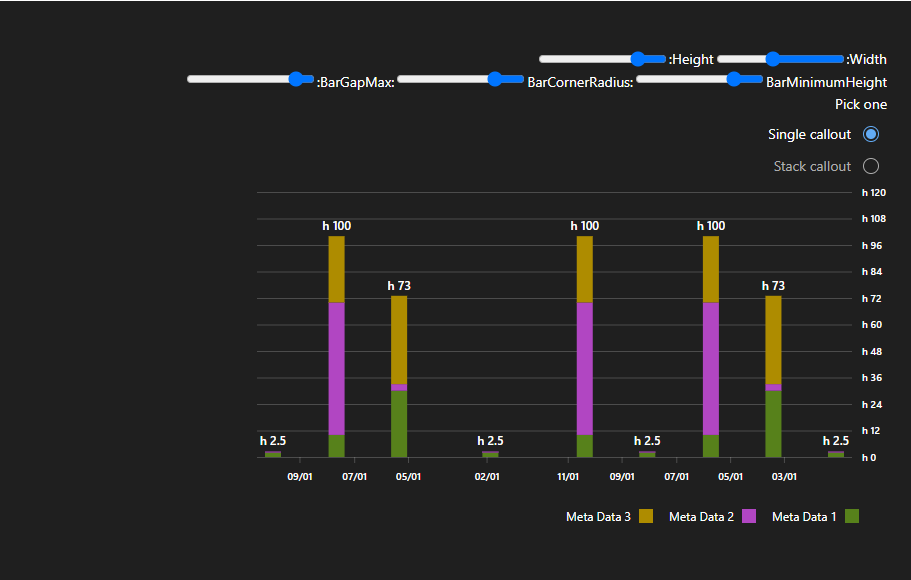 :Height :Width
:BarGapMax: BarCornerRadius: BarMinimumHeight
Pick one
Single callout
Stack callout
h 120
h 108
h 96
h 84
h 72
h 60
h 48
h 36
h 24
h 12
h 0
h 2.5 h 100 h 73 h 2.5 h 100 h 2.5 h 100 h 73 h 2.5
09/01 07/01 05/01 02/01 11/01 09/01 07/01 05/01 03/01
Meta Data 3 Meta Data 2 Meta Data 1